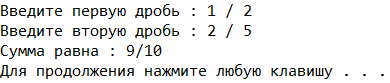 Введите первую дробь : 1 / 2
Введите вторую дробь : 2 / 5
Сумма равна : 9/10
Для продолжения нажмите любую клавишу . . .